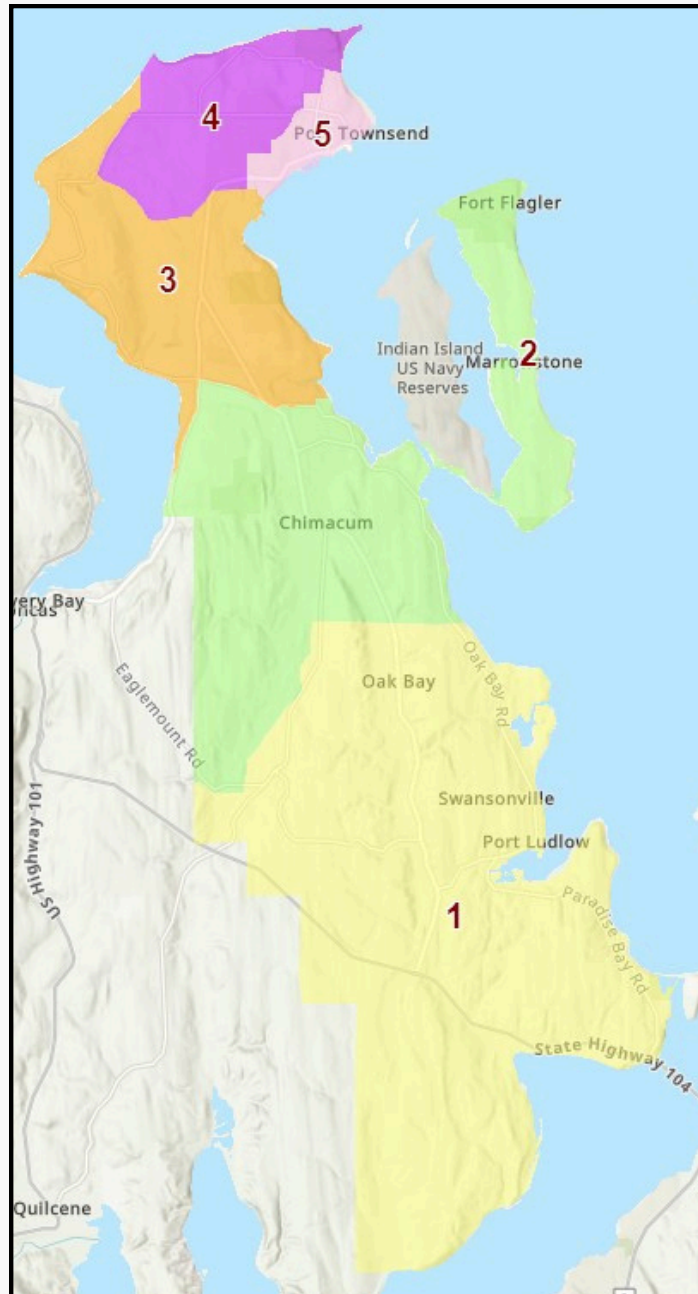 4
5
Port Townsend
Fort Flagler
3
Indian Island
US Navy
Reserves
2
Marrowstone
Chimacum
very Bay
Oak Bay
Oak Bay Rd
Eaglemount Rd
US Highway 101
Swansonville
Port Ludlow
1
Paradise Bay Rd
State Highway 104
Quilcene